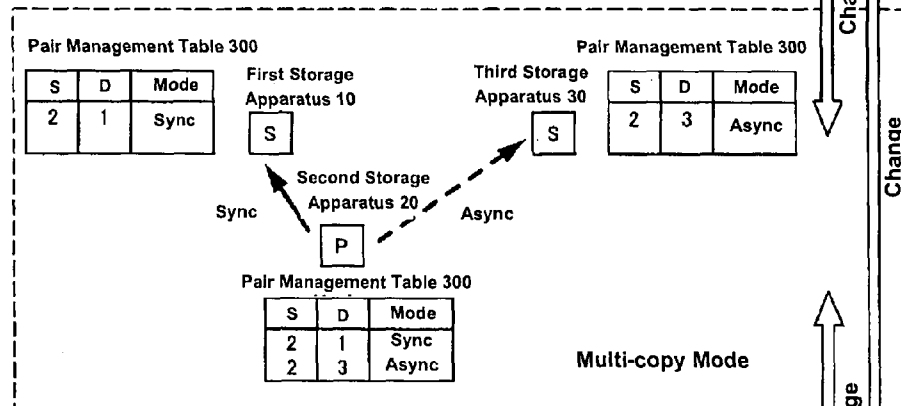 Pair Management Table 300
S D Mode
2 1 Sync
First Storage
Apparatus 10
S
Third Storage
Apparatus 30
S
Pair Management Table 300
S D Mode
2 3 Async
Sync
Second Storage
Apparatus 20
Async
P
Pair Management Table 300
S D Mode
2 1 Sync
2 3 Async
Multi-copy Mode
Change